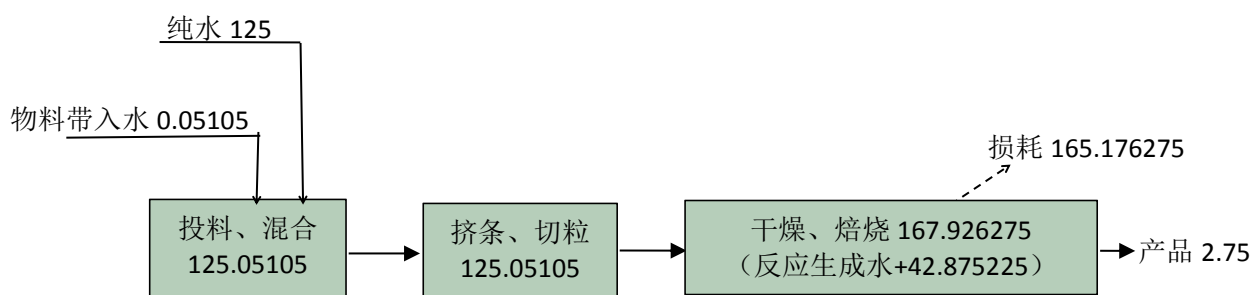 纯水 125
物料带入水 0.05105
损耗 165.176275
投料、混合
125.05105
挤条、切粒
125.05105
干燥、焙烧 167.926275
（反应生成水+42.875225）
产品 2.75